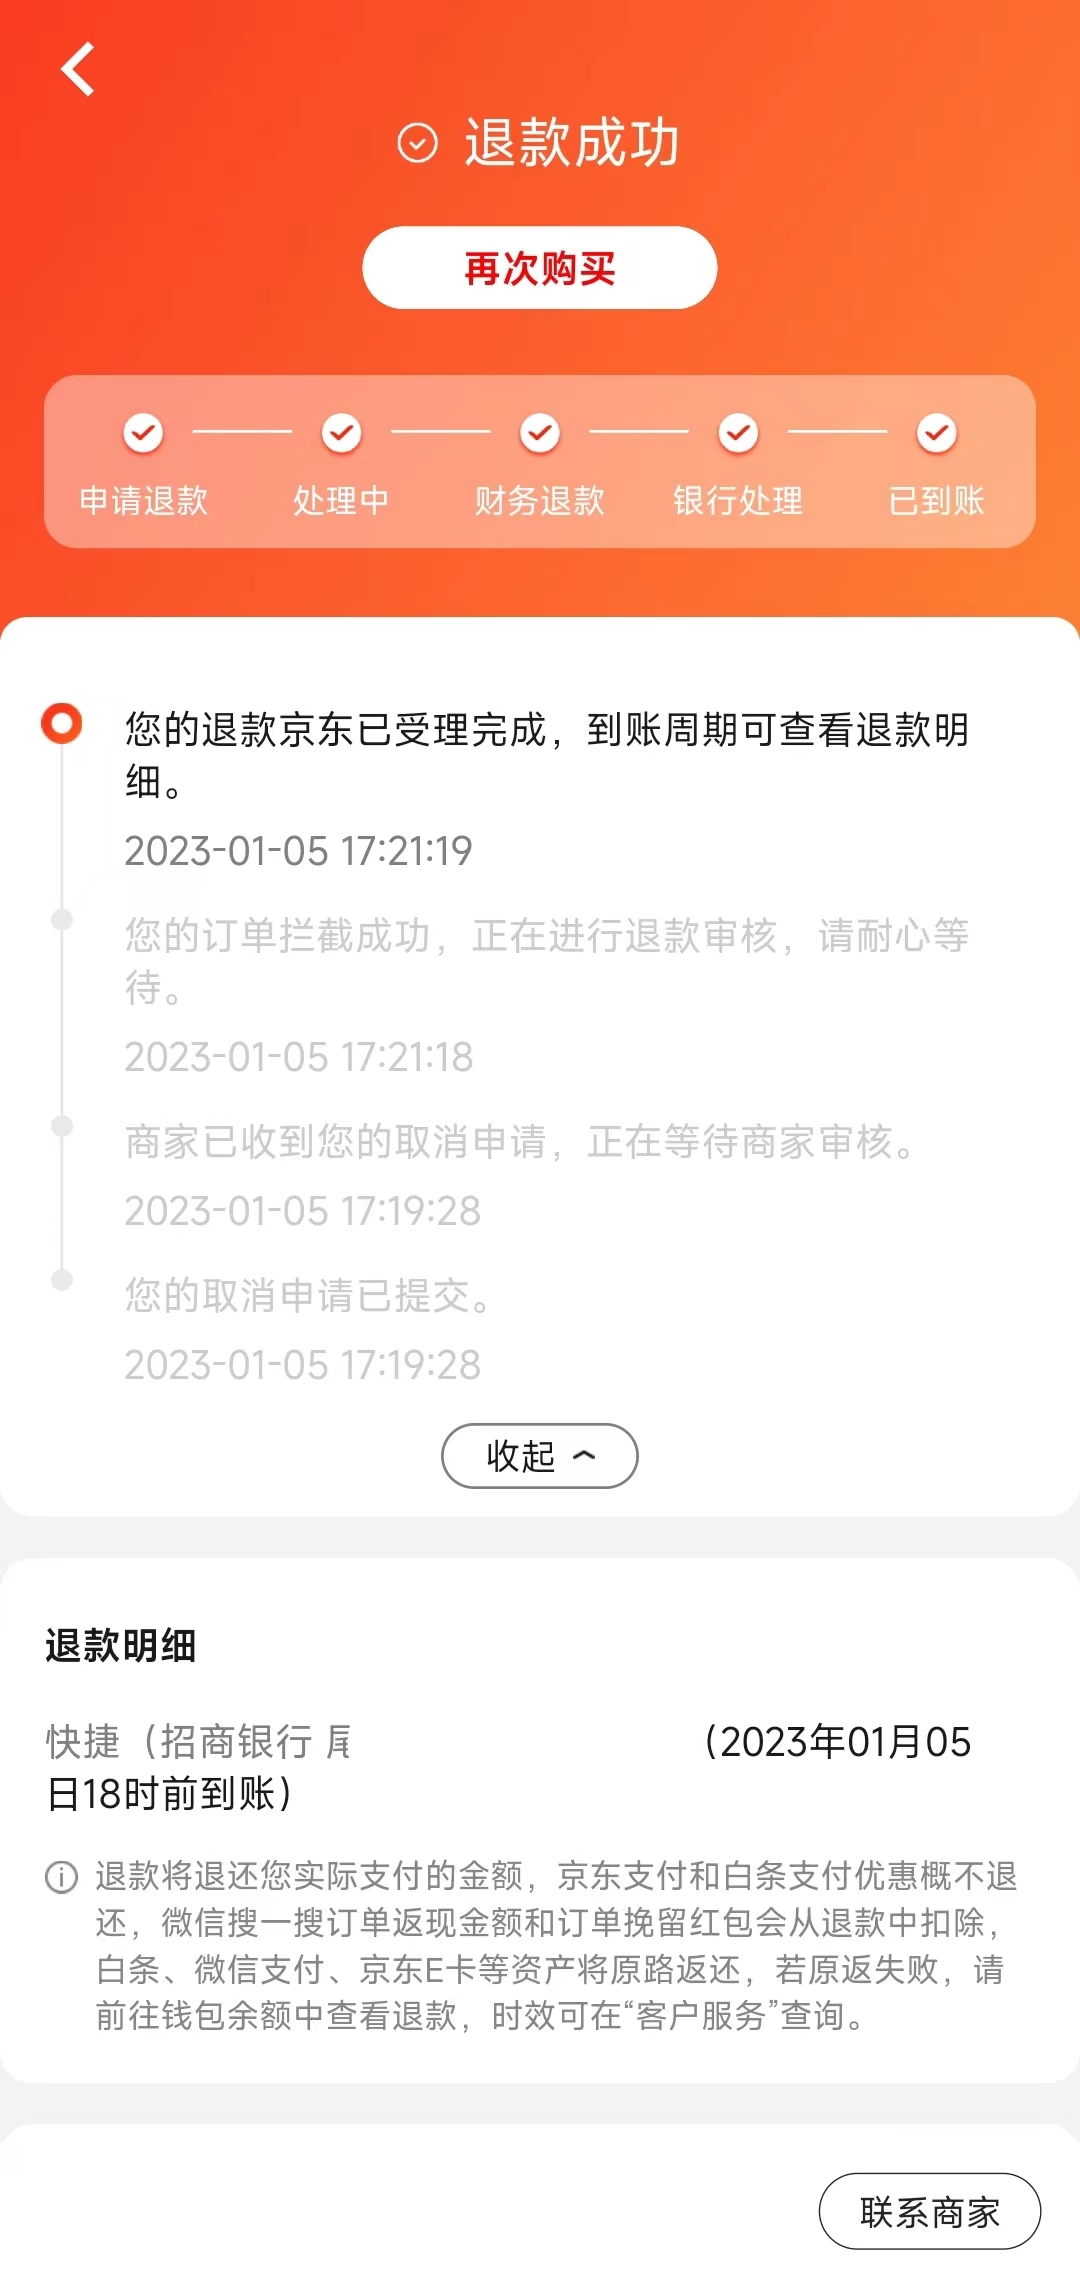 退款成功
再次购买
申请退款
处理中
财务退款
银行处理
已到账
您的退款京东已受理完成，到账周期可查看退款明
细。
2023-01-05 17:21:19
您的订单拦截成功，正在进行退款审核，请耐心等
待。
2023-01-05 17:21:18
商家已收到您的取消申请，正在等待商家审核。
2023-01-05 17:19:28
您的取消申请已提交。
2023-01-05 17:19:28
收起
退款明细
快捷（招商银行 （2023年01月05
日18时前到账）
退款将退还您实际支付的金额，京东支付和白条支付优惠概不退
还，微信搜一搜订单返现金额和订单挽留红包会从退款中扣除，
白条、微信支付、京东E卡等资产将原路返还，若原返失败，请
前往钱包余额中查看退款，时效可在“客户服务”查询。
联系商家